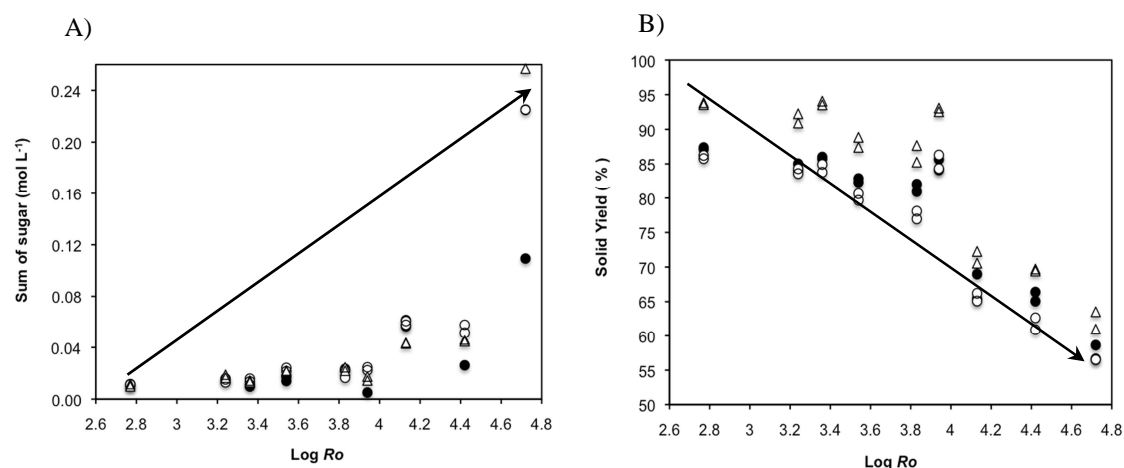 A)
B)
Sum of sugar (mol L-1)
0.24
0.20
0.16
0.12
0.08
0.04
0.00
2.6 2.8 3 3.2 3.4 3.6 3.8 4 4.2 4.4 4.6 4.8
Log Ro
Solid Yield ( % )
100
95
90
85
80
75
70
65
60
55
50
2.6 2.8 3 3.2 3.4 3.6 3.8 4 4.2 4.4 4.6 4.8
Log Ro